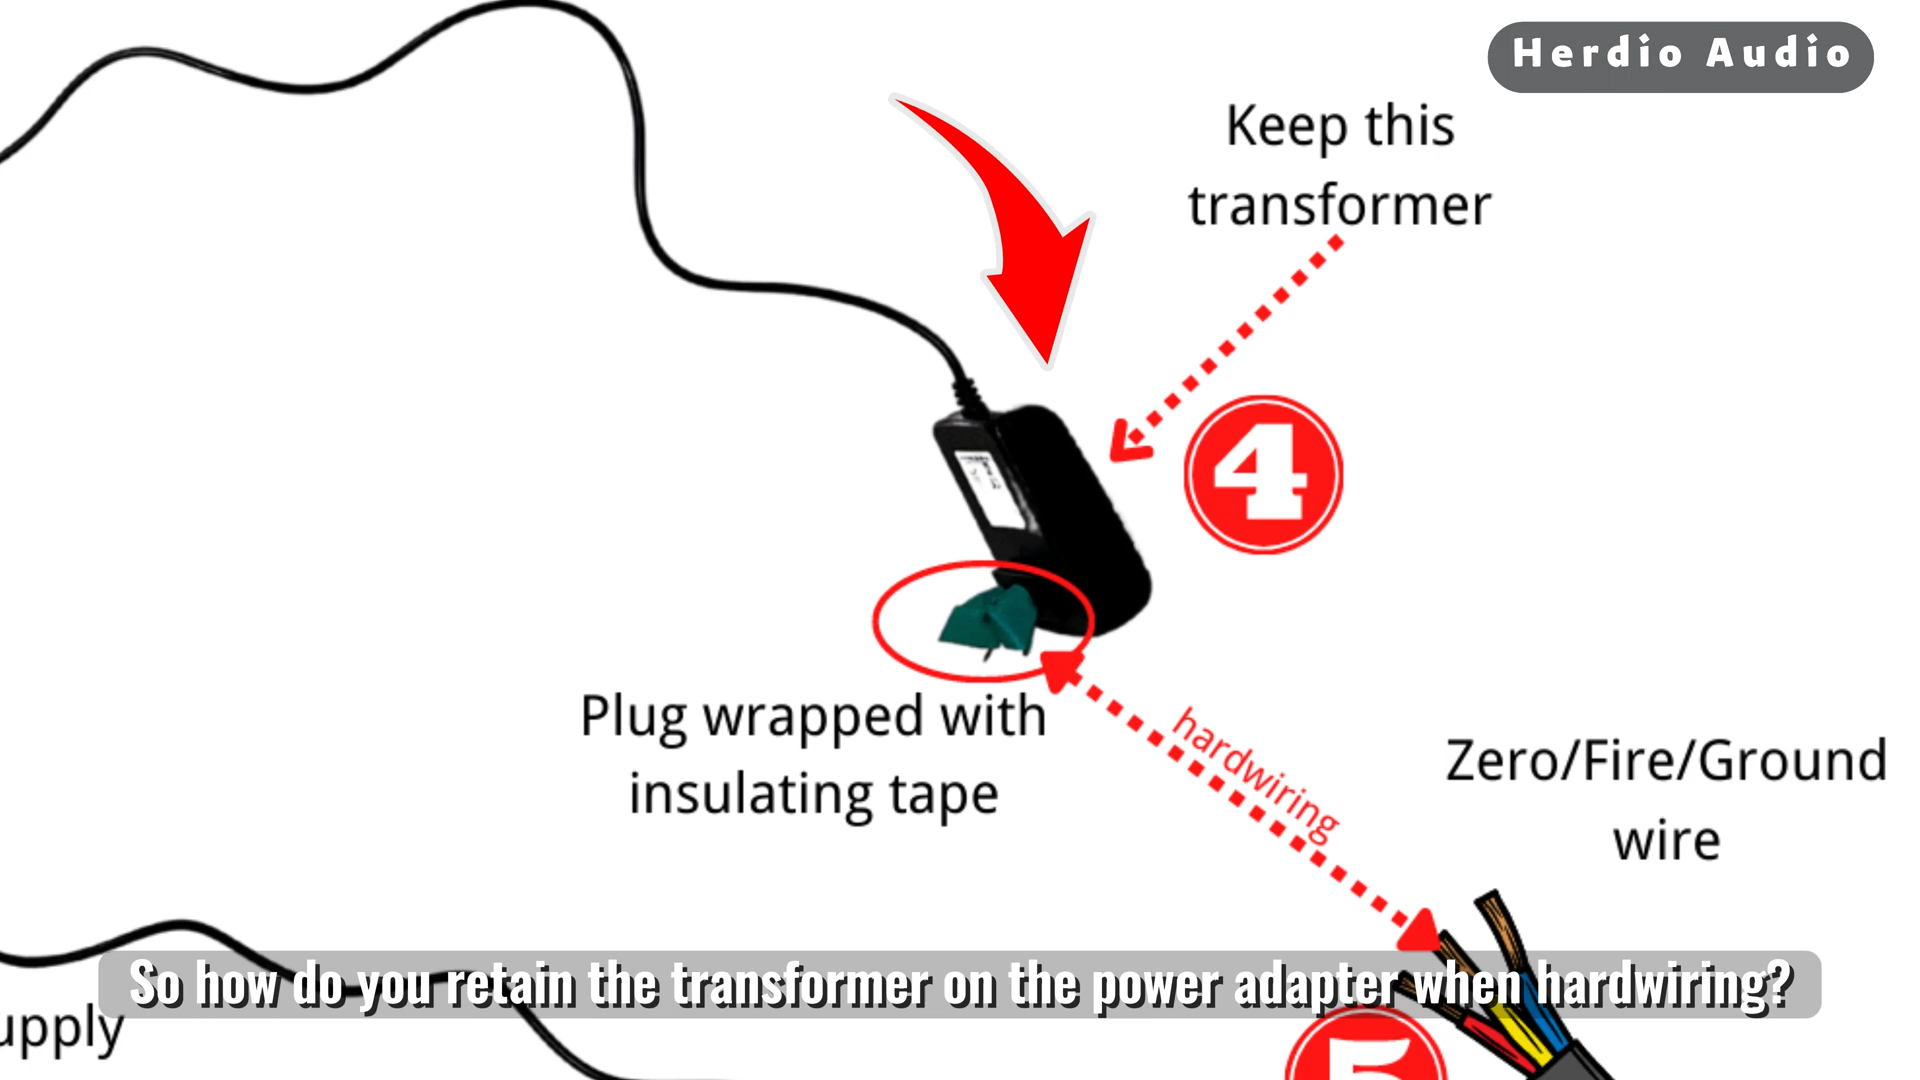 Herdio Audio
Keep this
transformer
4
Plug wrapped with
insulating tape
hardwiring
Zero/Fire/Ground
wire
So how do you retain the transformer on the power adapter when hardwiring?
upply
5